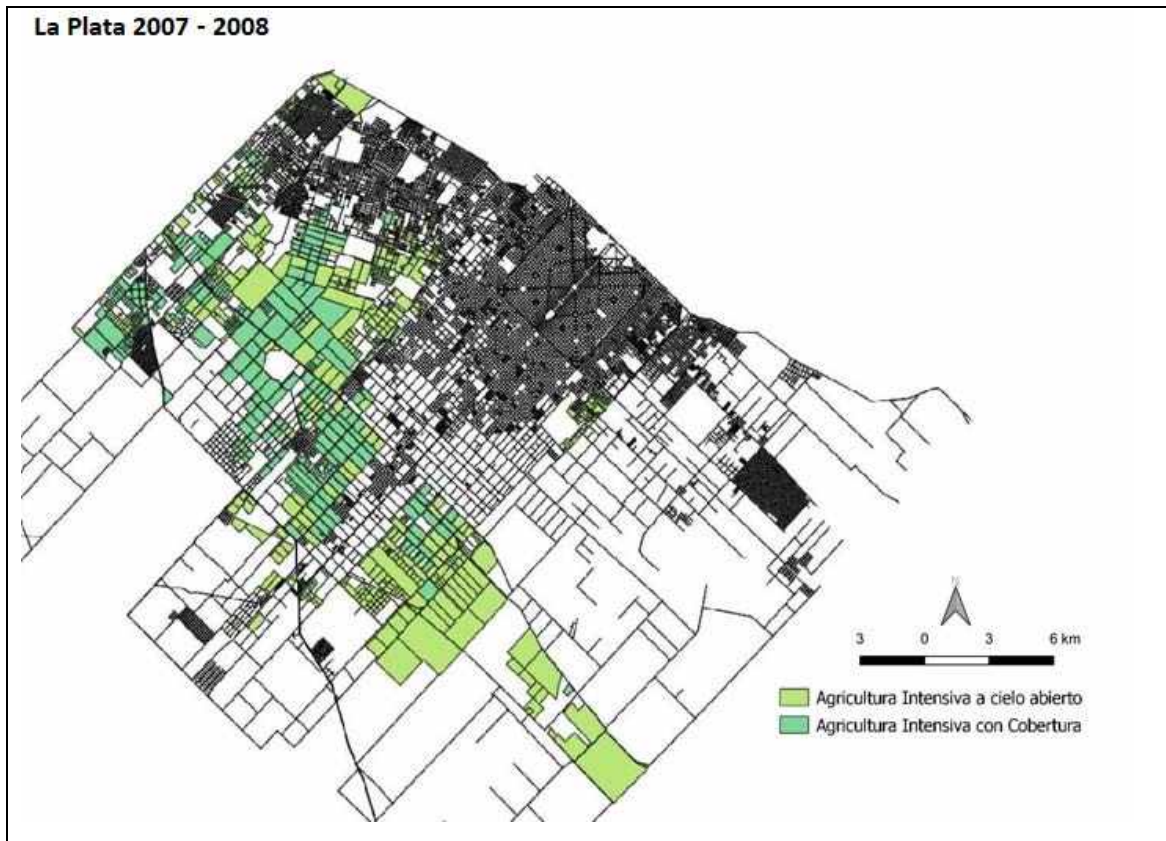 La Plata 2007 - 2008
N
3 0 3 6 km
Agricultura Intensiva a cielo abierto
Agricultura Intensiva con Cobertura